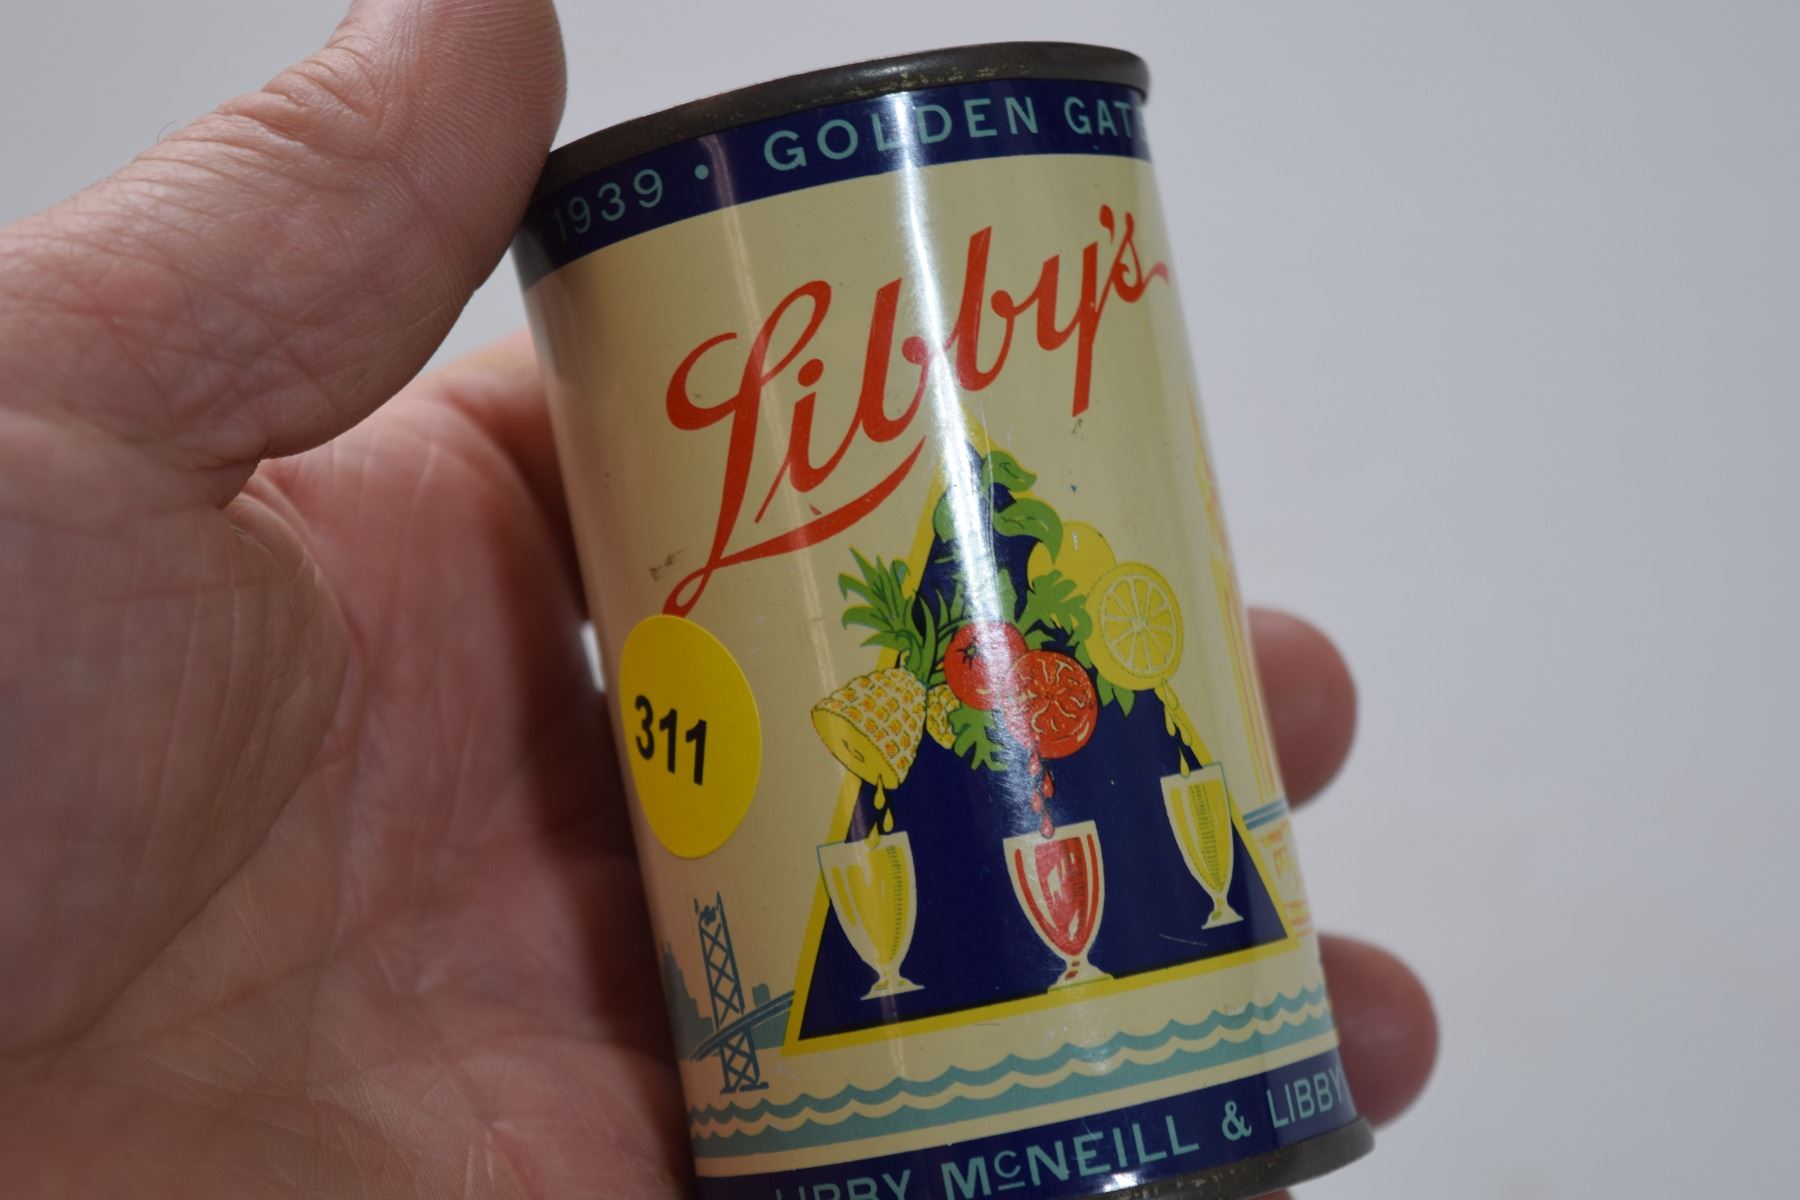 1939 • GOLDEN GAT
Libby's
311
LIBBY McNEILL & LIBBY